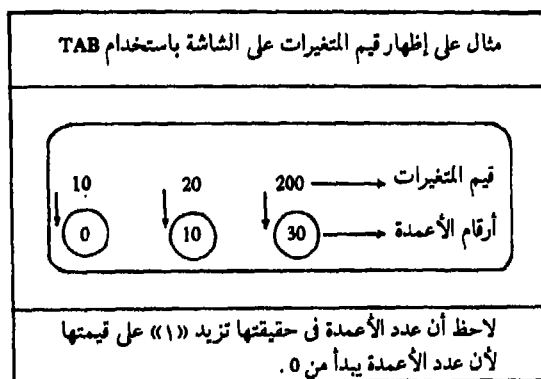 مثال على إظهار قيم المتغيرات على الشاشة باستخدام TAB
قيم المتغيرات 200 20 10
أرقام الأعمدة 30 10 0
لاحظ أن عدد الأعمدة فى حقيقتها تزيد «١» على قيمتها
لأن عدد الأعمدة يبدأ من 0 .